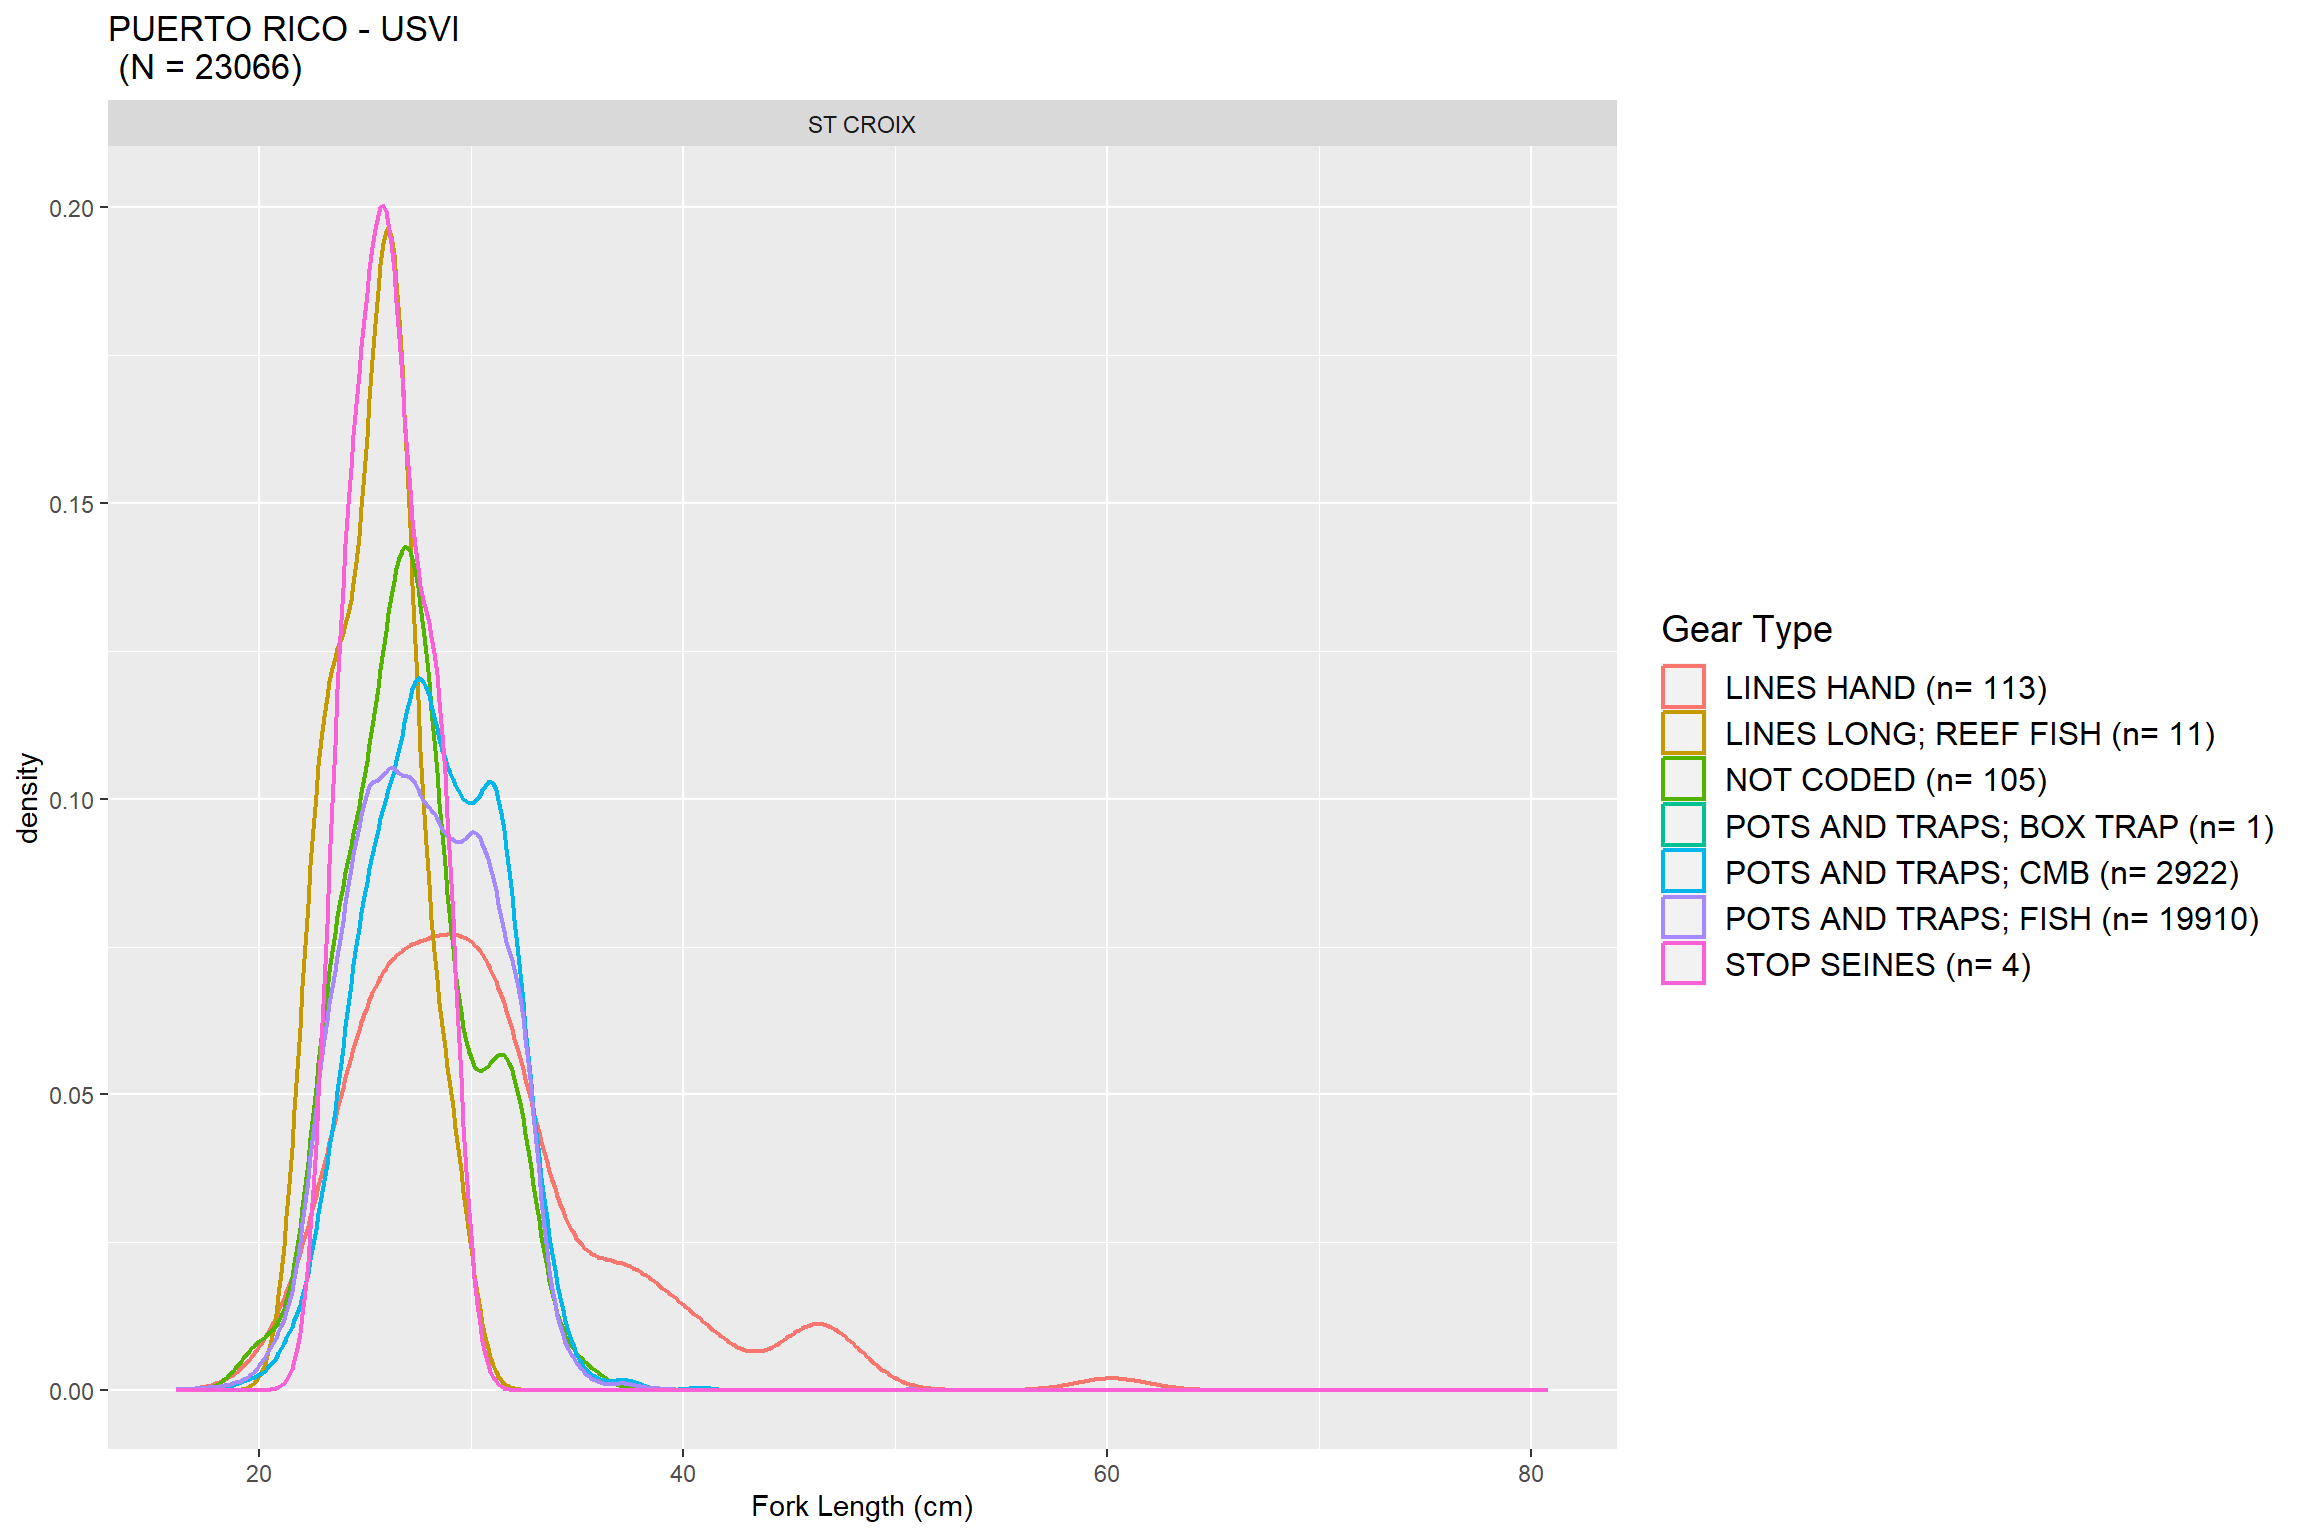 PUERTO RICO - USVI
(N = 23066)
ST CROIX
0.20
0.15
0.10
0.05
0.00
density
20 40 60 80
Fork Length (cm)
Gear Type
LINES HAND (n= 113)
LINES LONG; REEF FISH (n= 11)
NOT CODED (n= 105)
POTS AND TRAPS; BOX TRAP (n= 1)
POTS AND TRAPS; CMB (n= 2922)
POTS AND TRAPS; FISH (n= 19910)
STOP SEINES (n= 4)